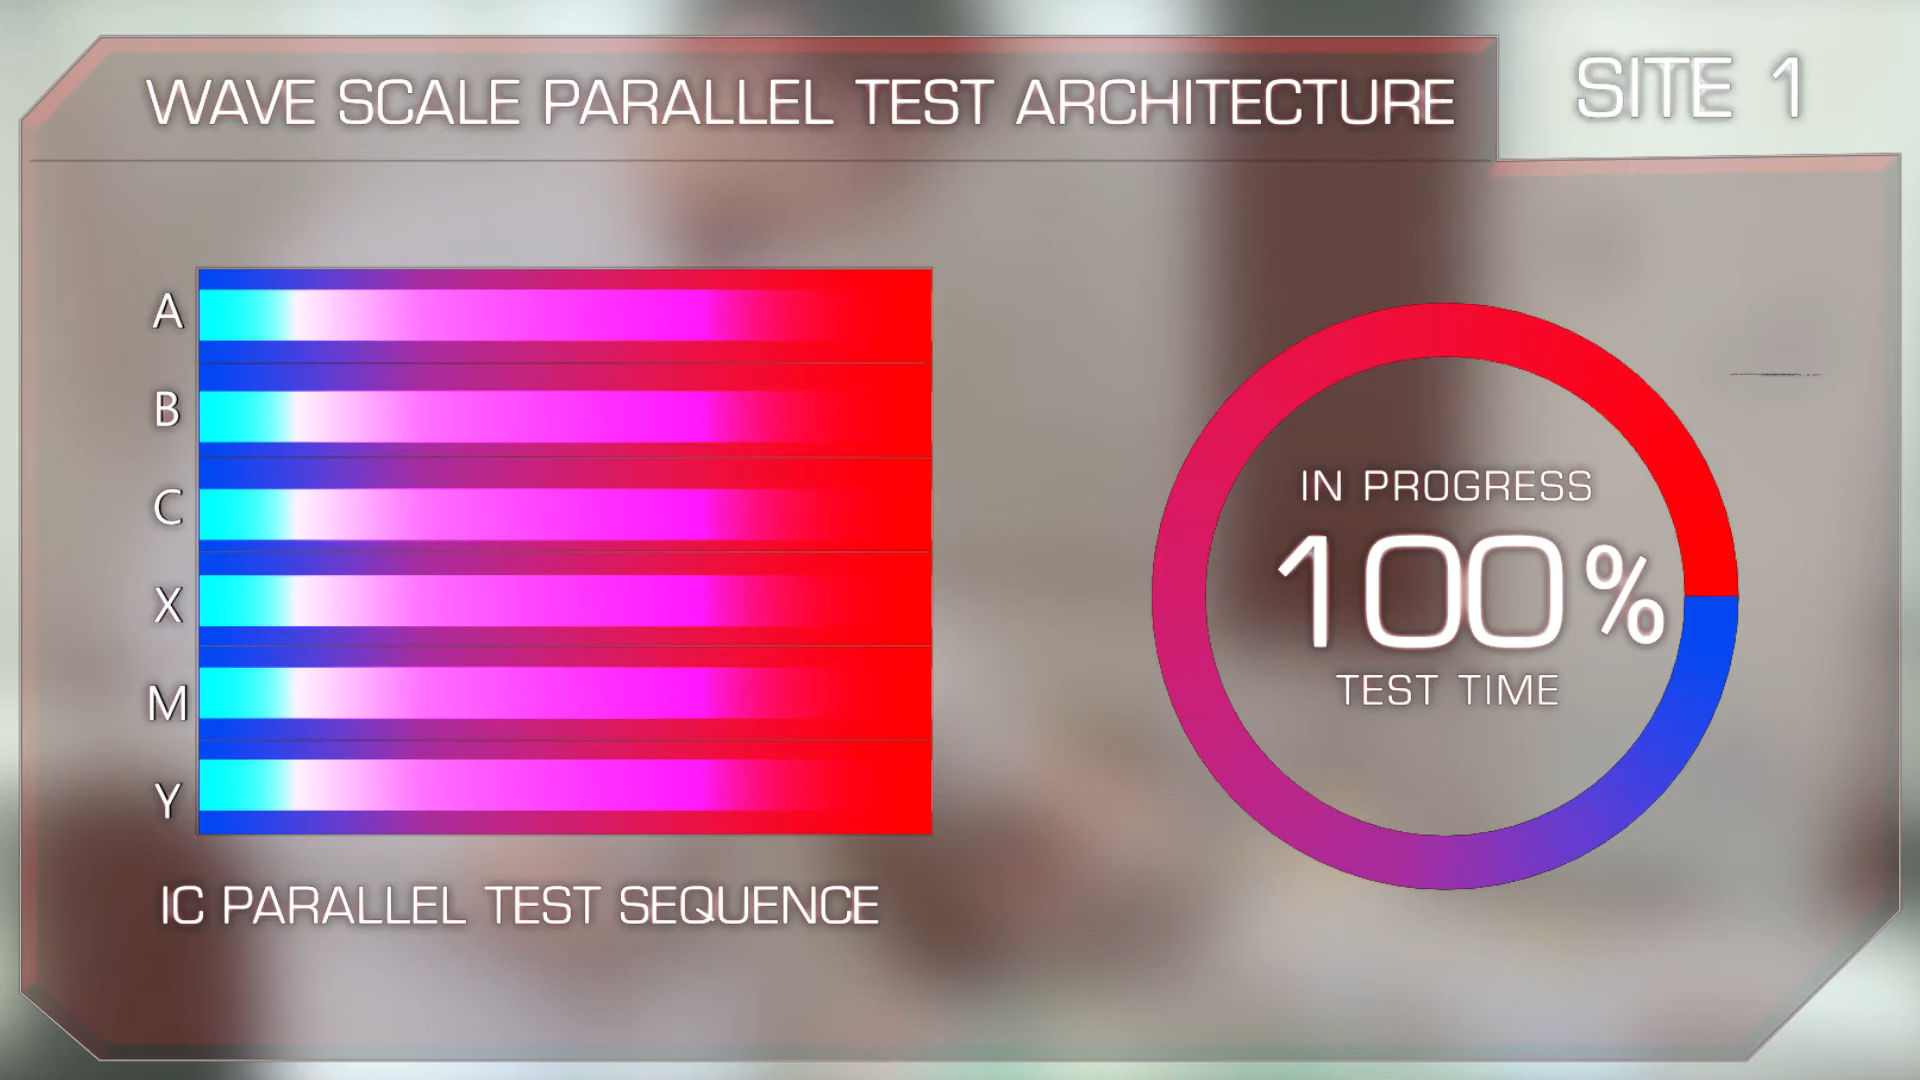 WAVE SCALE PARALLEL TEST ARCHITECTURE
SITE 1
A
B
C
X
M
Y
IC PARALLEL TEST SEQUENCE
IN PROGRESS
100%
TEST TIME